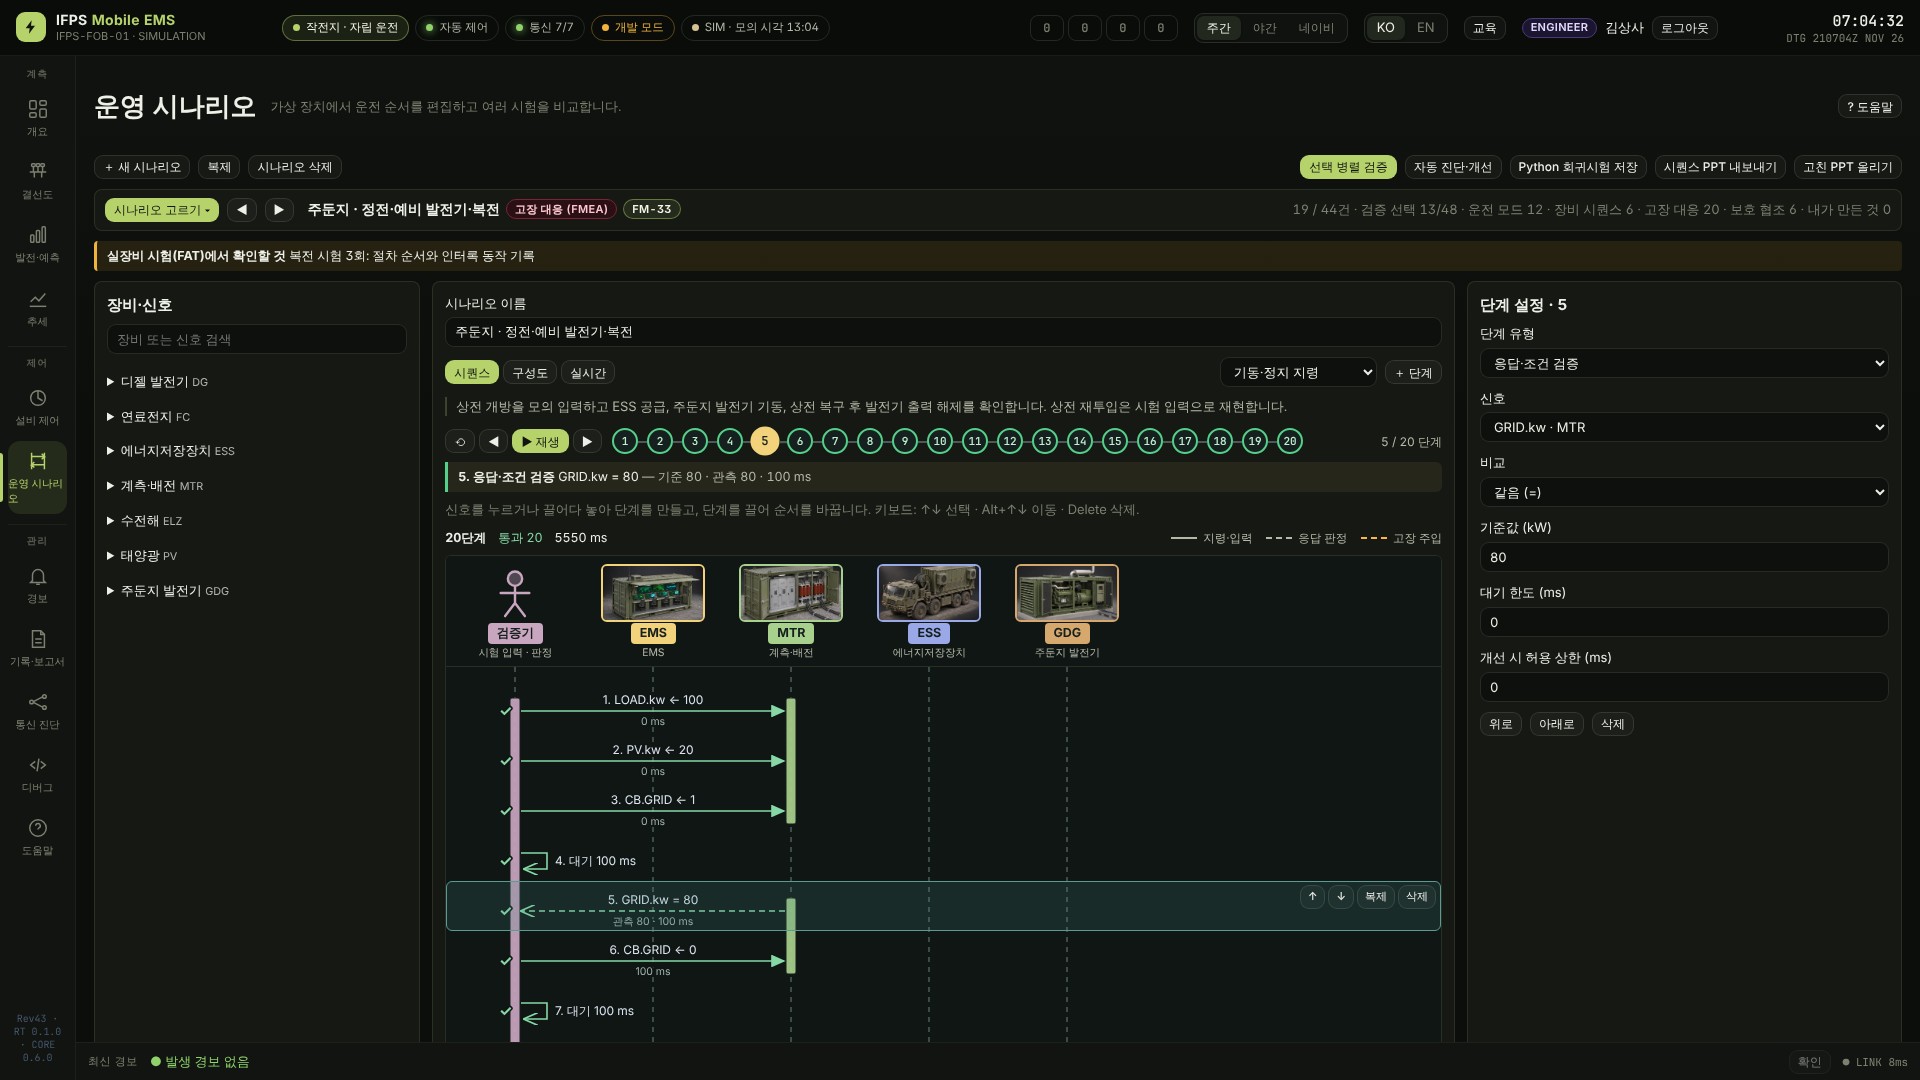 IFPS Mobile EMS
IFPS-FOB-01 · SIMULATION
작전지 · 자립 운전
자동 제어
통신 7/7
개발 모드
SIM · 모의 시각 13:04
0
0
0
0
주간
야간
네이비
KO
EN
교육
ENGINEER
김상사
로그아웃
07:04:32
DTG 210704Z NOV 26
계측
개요
결선도
발전·예측
추세
제어
설비 제어
운영 시나리
오
관리
경보
기록·보고서
통신 진단
디버그
도움말
Rev43 ·
RT 0.1.0
· CORE
0.6.0
운영 시나리오
가상 장치에서 운전 순서를 편집하고 여러 시험을 비교합니다.
? 도움말
+ 새 시나리오
복제
시나리오 삭제
선택 병렬 검증
자동 진단·개선
Python 회귀시험 저장
시퀀스 PPT 내보내기
고친 PPT 올리기
시나리오 고르기
주둔지 · 정전·예비 발전기·복전
고장 대응 (FMEA)
FM-33
19 / 44건 · 검증 선택 13/48 · 운전 모드 12 · 장비 시퀀스 6 · 고장 대응 20 · 보호 협조 6 · 내가 만든 것 0
실장비 시험(FAT)에서 확인할 것 복전 시험 3회: 절차 순서와 인터록 동작 기록
장비·신호
장비 또는 신호 검색
디젤 발전기 DG
연료전지 FC
에너지저장장치 ESS
계측·배전 MTR
수전해 ELZ
태양광 PV
주둔지 발전기 GDG
시나리오 이름
주둔지 · 정전·예비 발전기·복전
시퀀스
구성도
실시간
기동·정지 지령
+ 단계
상전 개방을 모의 입력하고 ESS 공급, 주둔지 발전기 기동, 상전 복구 후 발전기 출력 해제를 확인합니다. 상전 재투입은 시험 입력으로 재현합니다.
▶ 재생
1 2 3 4 5 6 7 8 9 10 11 12 13 14 15 16 17 18 19 20
5 / 20 단계
5. 응답·조건 검증 GRID.kw = 80 — 기준 80 · 관측 80 · 100 ms
신호를 누르거나 끌어다 놓아 단계를 만들고, 단계를 끌어 순서를 바꿉니다. 키보드: ↑↓ 선택 · Alt+↑↓ 이동 · Delete 삭제.
20단계 통과 20 5550 ms
지령·입력
응답 판정
고장 주입
검증기
시험 입력 · 판정
EMS
EMS
MTR
계측·배전
ESS
에너지저장장치
GDG
주둔지 발전기
1. LOAD.kw ← 100
0 ms
2. PV.kw ← 20
0 ms
3. CB.GRID ← 1
0 ms
4. 대기 100 ms
5. GRID.kw = 80
관측 80 · 100 ms
↑
↓
복제
삭제
6. CB.GRID ← 0
100 ms
7. 대기 100 ms
단계 설정 · 5
단계 유형
응답·조건 검증
신호
GRID.kw · MTR
비교
같음 (=)
기준값 (kW)
80
대기 한도 (ms)
0
개선 시 허용 상한 (ms)
0
위로
아래로
삭제
최신 경보
발생 경보 없음
확인
LINK 8ms